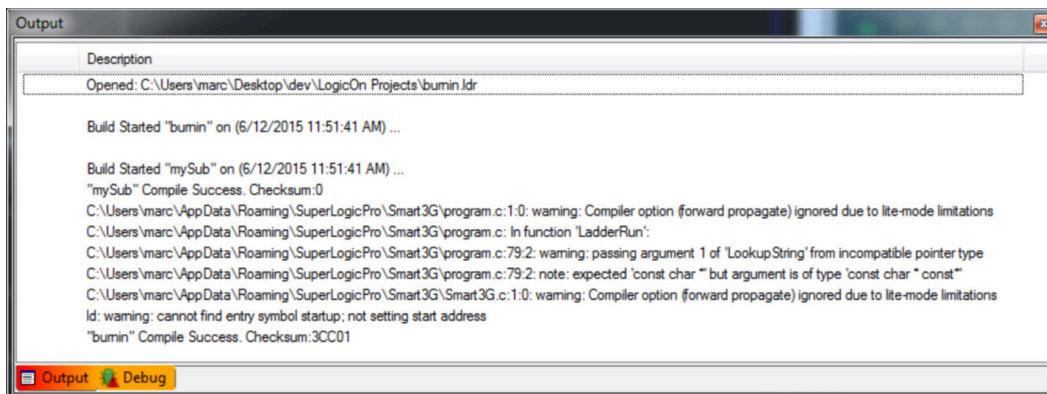 Output
Description
Opened: C:\Users\marc\Desktop\dev\LogicOn Projects\burnin.ldr
Build Started "burnin" on (6/12/2015 11:51:41 AM) ...
Build Started "mySub" on (6/12/2015 11:51:41 AM) ...
"mySub" Compile Success. Checksum:0
C:\Users\marc\AppData\Roaming\SuperLogicPro\Smart3G\program.c:1:0: warning: Compiler option (forward propagate) ignored due to lite-mode limitations
C:\Users\marc\AppData\Roaming\SuperLogicPro\Smart3G\program.c: In function 'LadderRun':
C:\Users\marc\AppData\Roaming\SuperLogicPro\Smart3G\program.c:79:2: warning: passing argument 1 of 'LookupString' from incompatible pointer type
C:\Users\marc\AppData\Roaming\SuperLogicPro\Smart3G\program.c:79:2: note: expected 'const char *' but argument is of type 'const char * const*'
C:\Users\marc\AppData\Roaming\SuperLogicPro\Smart3G\Smart3G.c:1:0: warning: Compiler option (forward propagate) ignored due to lite-mode limitations
ld: warning: cannot find entry symbol startup; not setting start address
"burnin" Compile Success. Checksum:3CC01
Output Debug